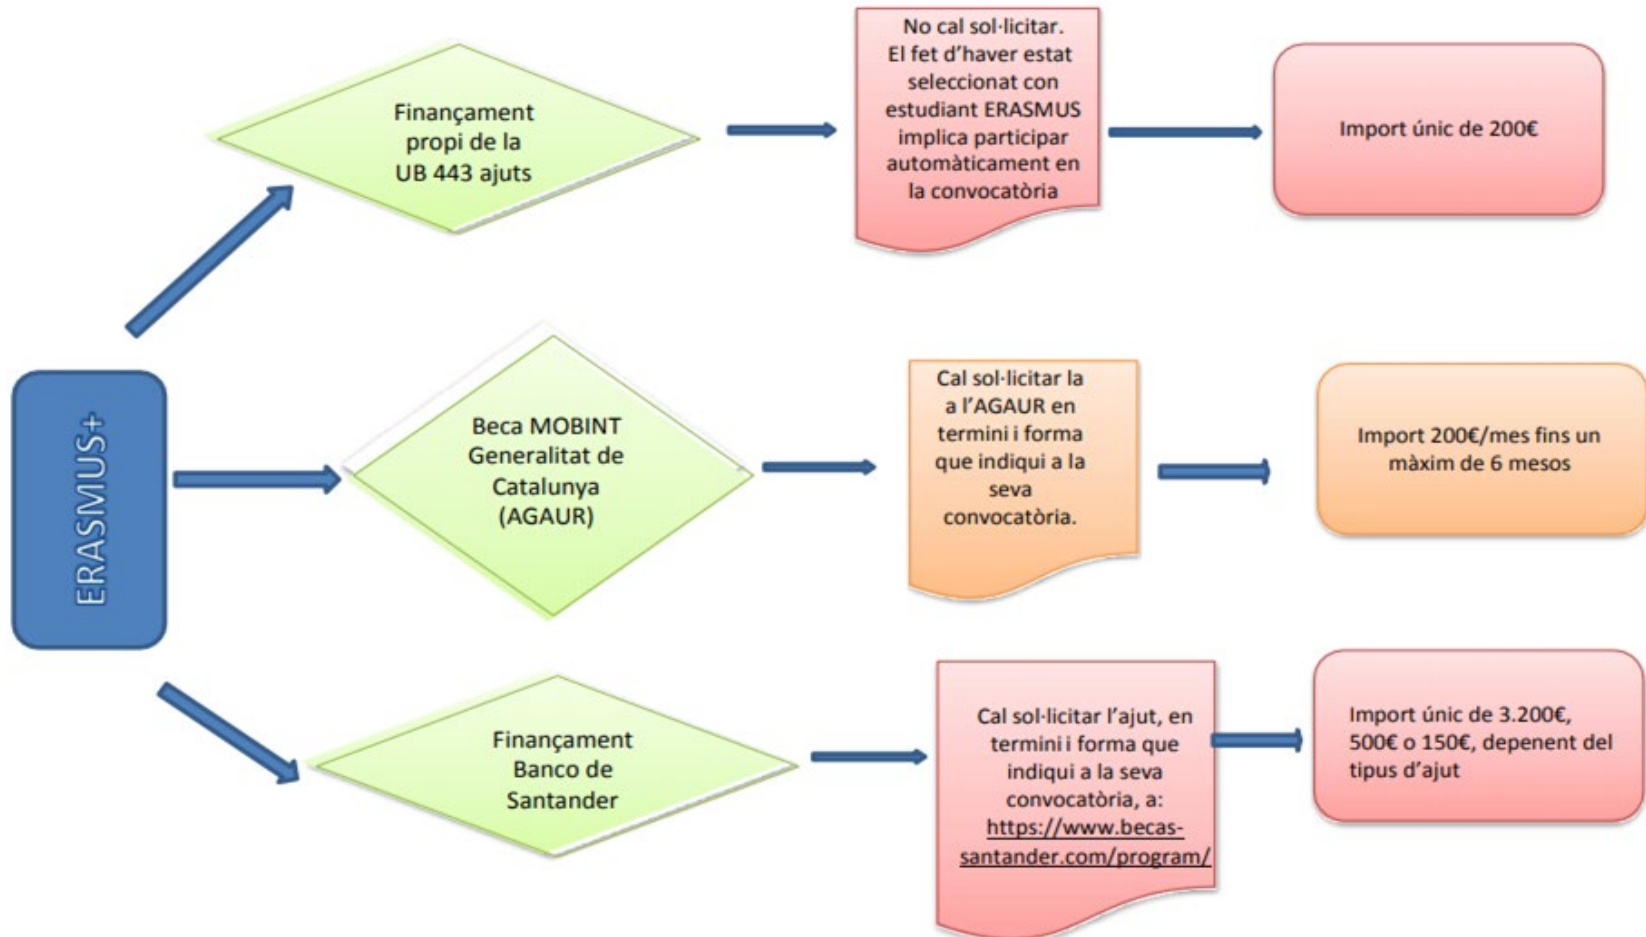 ERASMUS+
Finançament
propi de la
UB 443 ajuts
No cal sol·licitar.
El fet d'haver estat
seleccionat con
estudiant ERASMUS
implica participar
automàticament en
la convocatòria
Import únic de 200€
Beca MOBINT
Generalitat de
Catalunya
(AGAUR)
Cal sol·licitar la
a l'AGAUR en
termini i forma
que indiqui a la
seva
convocatòria.
Import 200€/mes fins un
màxim de 6 mesos
Finançament
Banco de
Santander
Cal sol·licitar l'ajut, en
termini i forma que
indiqui a la seva
convocatòria, a:
https://www.becas-
santander.com/program/
Import únic de 3.200€,
500€ o 150€, depenent del
tipus d'ajut